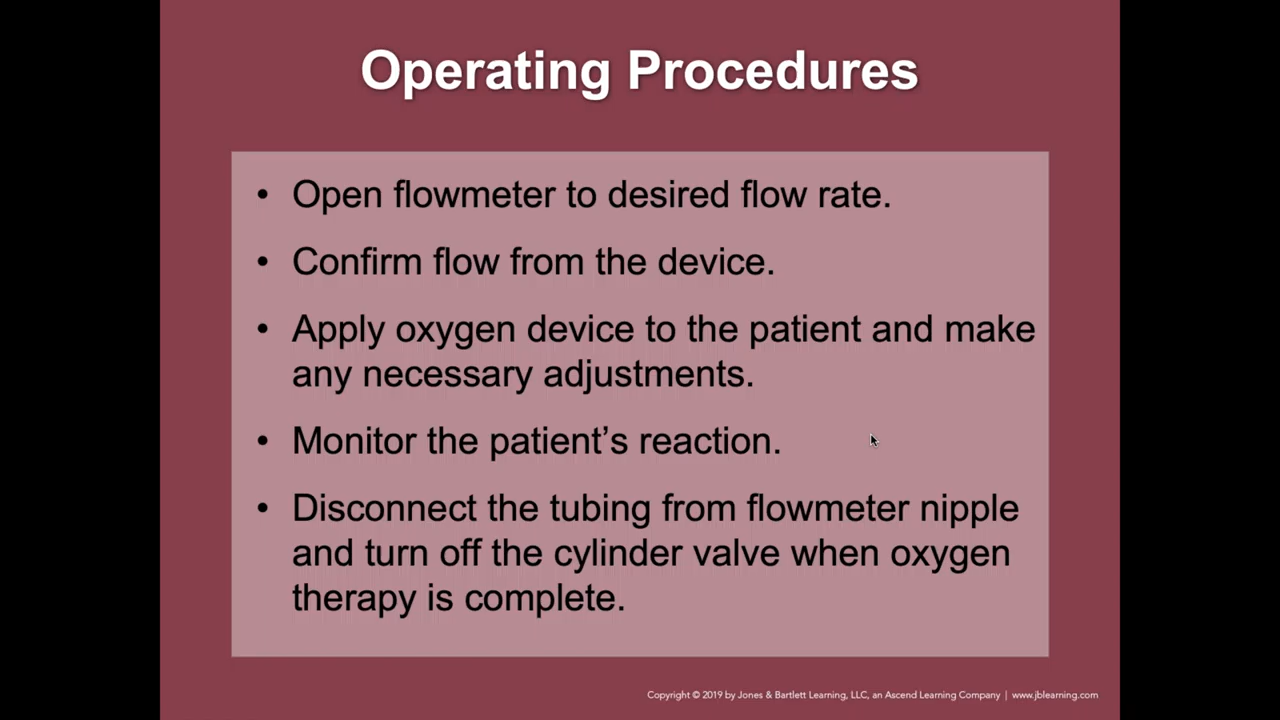 Operating Procedures
• Open flowmeter to desired flow rate.
• Confirm flow from the device.
• Apply oxygen device to the patient and make
any necessary adjustments.
• Monitor the patient’s reaction.
• Disconnect the tubing from flowmeter nipple
and turn off the cylinder valve when oxygen
therapy is complete.
Copyright © 2019 by Jones & Bartlett Learning, LLC, an Ascend Learning Company | www.jblearning.com